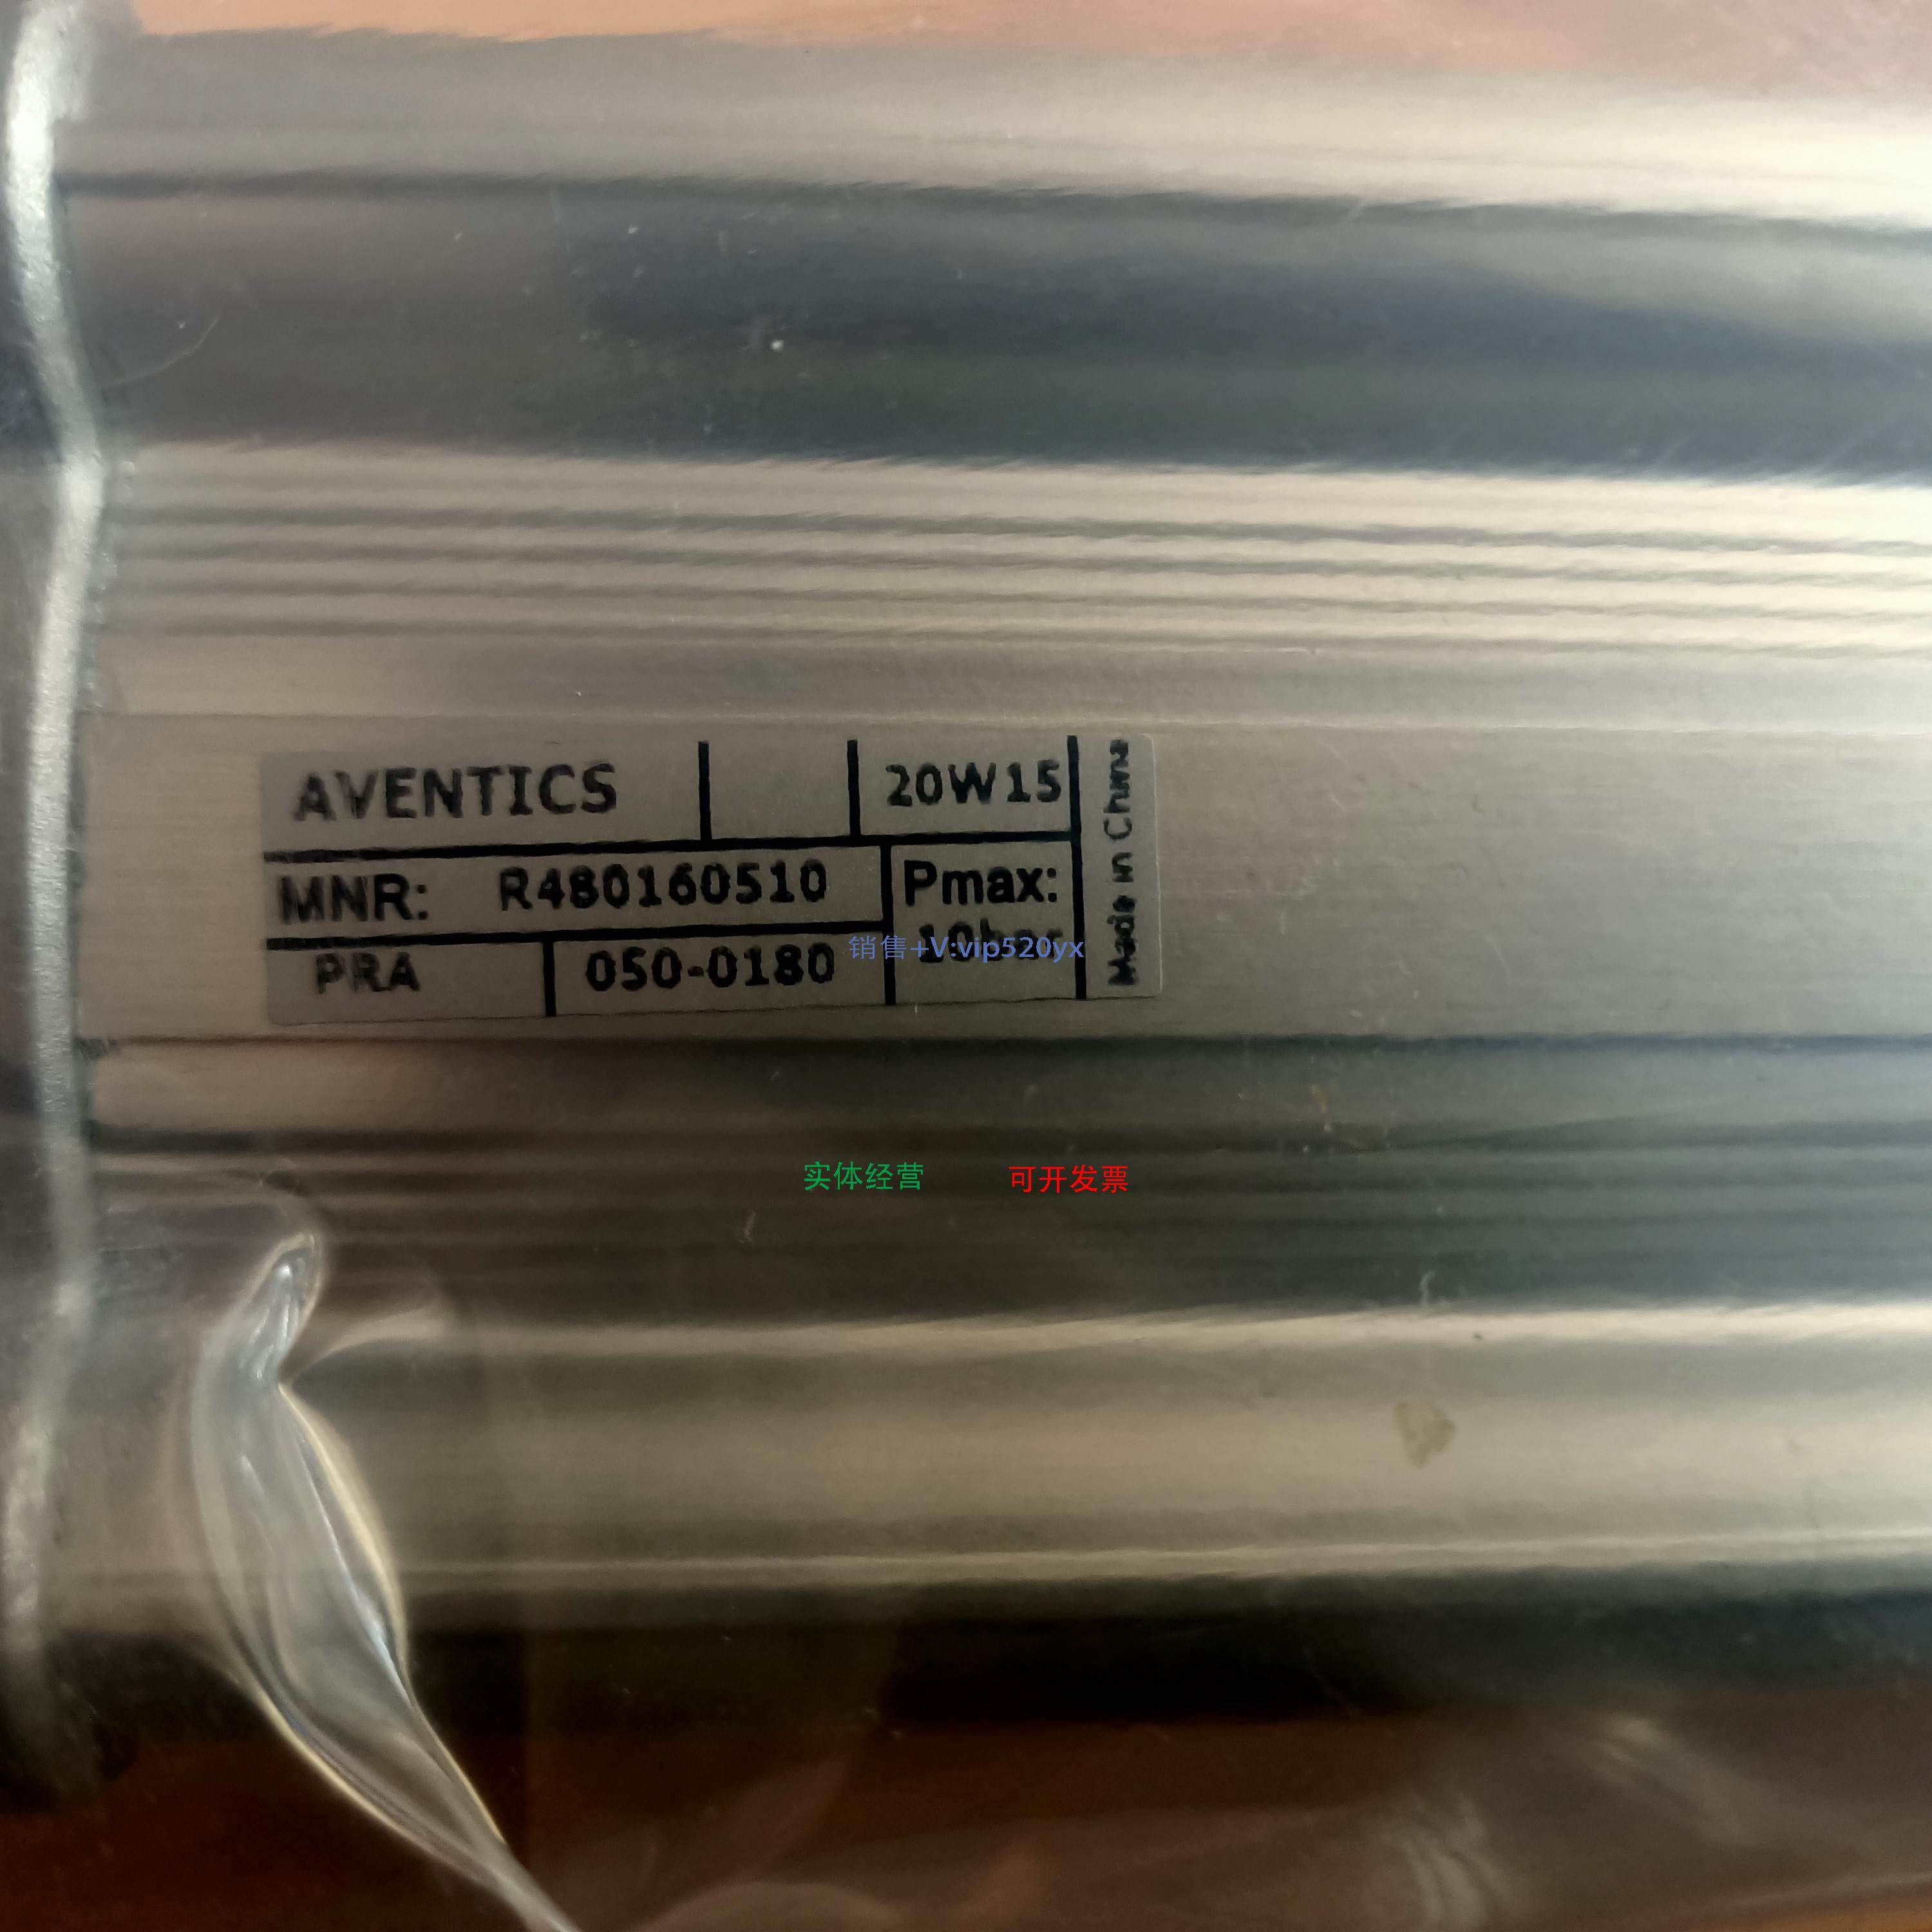 AVENTICS 20W15
MNR: R480160510 Pmax:
10bar
PRA 050-0180
Made in China
销售+V:vip520yx
实体经营 可开发票